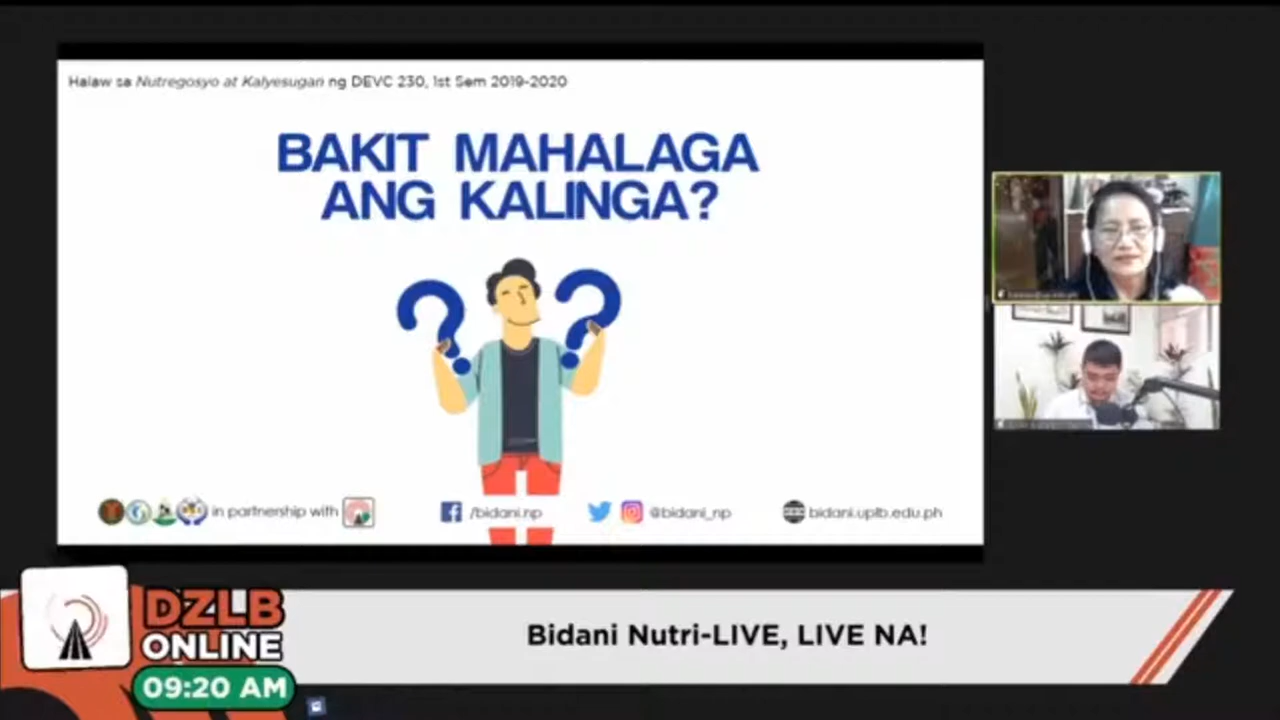 Halaw sa Nutregosyo at Kalyesugan ng DEVC 230, 1st Sem 2019-2020
BAKIT MAHALAGA
ANG KALINGA?
in partnership with
/bidani.np
@bidani_np
bidani.uplb.edu.ph
DZLB
ONLINE
09:20 AM
Bidani Nutri-LIVE, LIVE NA!